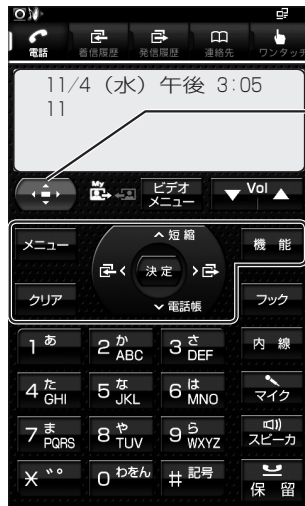 電話 着信履歴 発信履歴 連絡先 ワンタッチ
11/4 (水) 午後 3:05
11
My ビデオメニュー ▼ Vol ▲
メニュー
^ 短縮
機 能
決定
クリア
∨ 電話帳
フック
1 あ 2 か ABC 3 さ DEF 内 線
4 た GHI 5 な JKL 6 は MNO マイク
7 ま PQRS 8 や TUV 9 ら WXYZ スピーカ
* ゛゜ 0 わをん # 記号 保 留